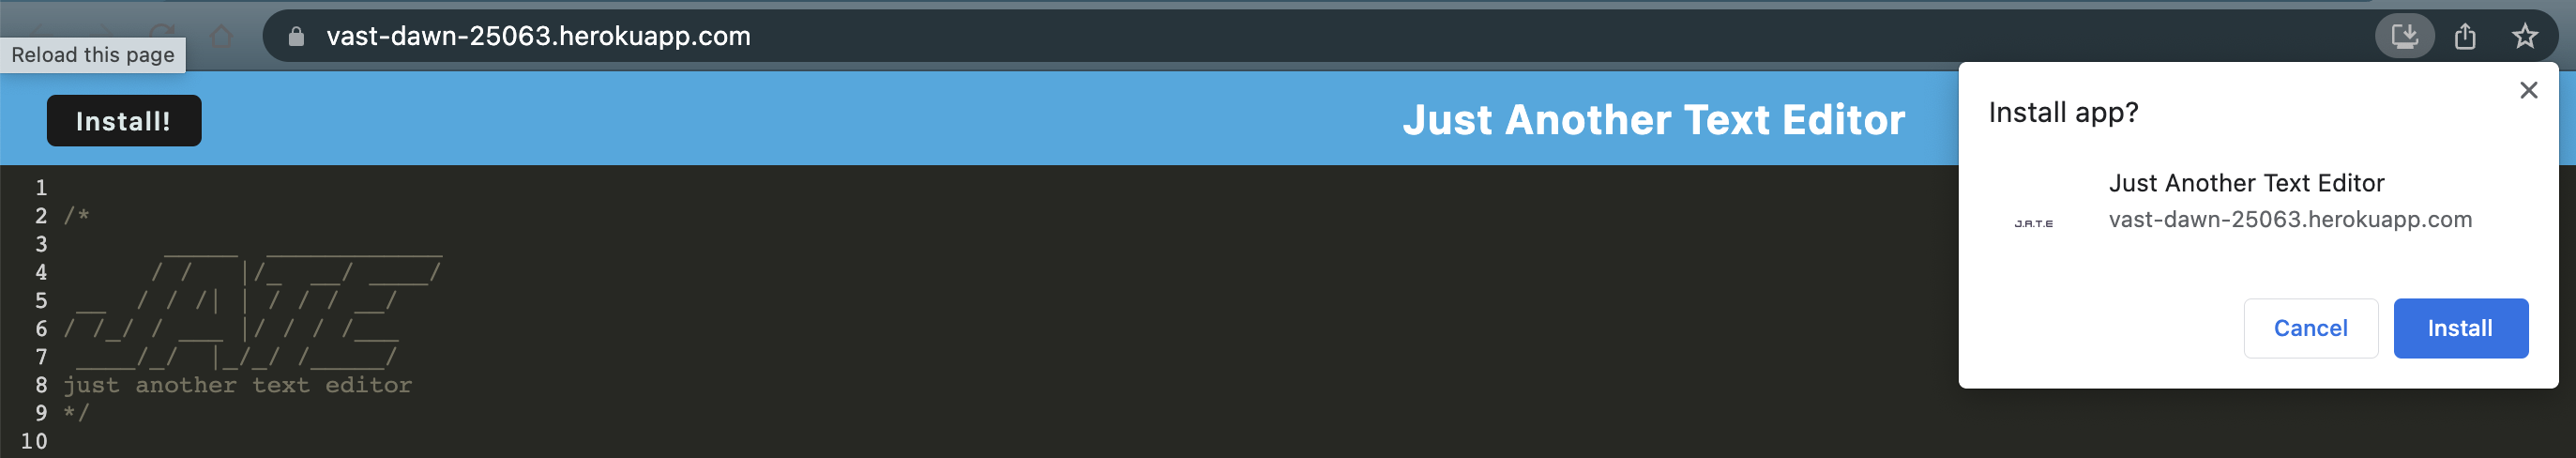 vast-dawn-25063.herokuapp.com
Reload this page
Install!
Just Another Text Editor
Install app?
Just Another Text Editor
J.A.T.E
vast-dawn-25063.herokuapp.com
Cancel
Install
1
2 /*
3
4
5
6
7
8 just another text editor
9 */
10
JATE